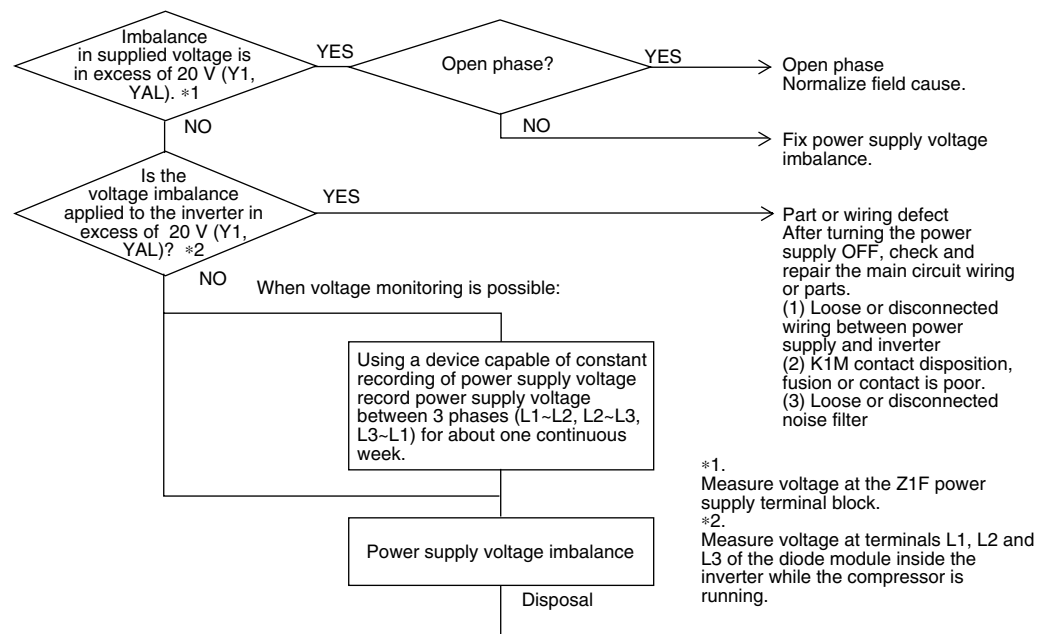 Imbalance
in supplied voltage is
in excess of 20 V (Y1,
YAL). *1
YES
Open phase?
YES
Open phase
Normalize field cause.
NO
NO
Fix power supply voltage
imbalance.
Is the
voltage imbalance
applied to the inverter in
excess of 20 V (Y1,
YAL)? *2
YES
Part or wiring defect
After turning the power
supply OFF, check and
repair the main circuit wiring
or parts.
(1) Loose or disconnected
wiring between power
supply and inverter
(2) K1M contact disposition,
fusion or contact is poor.
(3) Loose or disconnected
noise filter
NO
When voltage monitoring is possible:
Using a device capable of constant
recording of power supply voltage
record power supply voltage
between 3 phases (L1~L2, L2~L3,
L3~L1) for about one continuous
week.
*1.
Measure voltage at the Z1F power
supply terminal block.
*2.
Measure voltage at terminals L1, L2 and
L3 of the diode module inside the
inverter while the compressor is
running.
Power supply voltage imbalance
Disposal